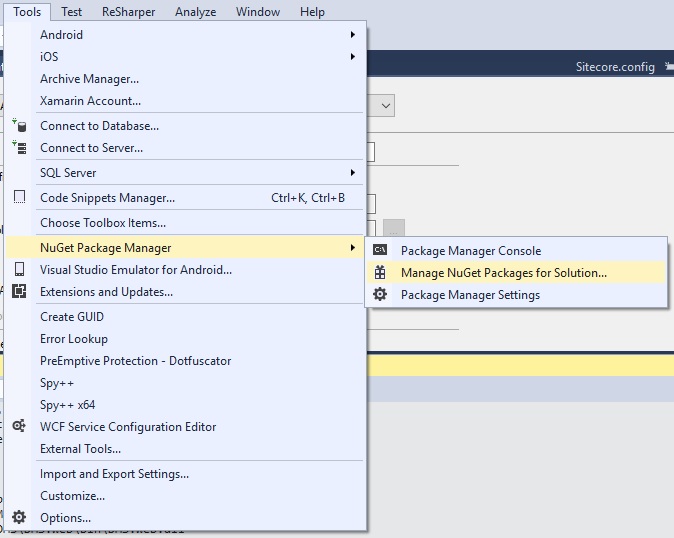 Tools Test ReSharper Analyze Window Help
Android
iOS
Sitecore.config
Archive Manager...
Xamarin Account...
Connect to Database...
Connect to Server...
SQL Server
Code Snippets Manager... Ctrl+K, Ctrl+B
Choose Toolbox Items...
NuGet Package Manager
Package Manager Console
Manage NuGet Packages for Solution...
Package Manager Settings
Visual Studio Emulator for Android...
Extensions and Updates...
Create GUID
Error Lookup
PreEmptive Protection - Dotfuscator
Spy++
Spy++ x64
WCF Service Configuration Editor
External Tools...
Import and Export Settings...
Customize...
Options...